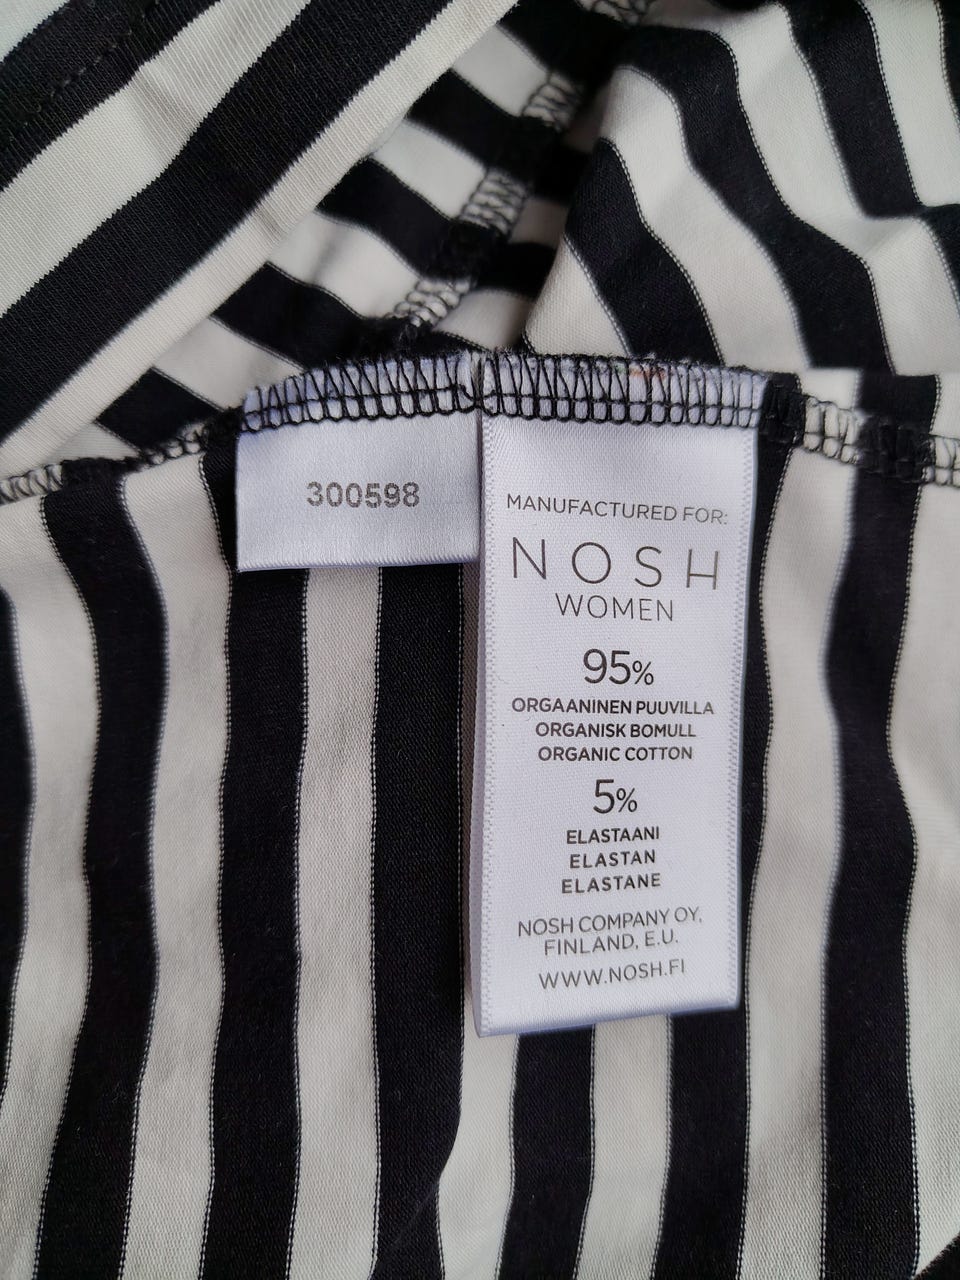 300598
MANUFACTURED FOR:
NOSH
WOMEN
95%
ORGAANINEN PUUVILLA
ORGANISK BOMULL
ORGANIC COTTON
5%
ELASTAANI
ELASTAN
ELASTANE
NOSH COMPANY OY,
FINLAND, E.U.
WWW.NOSH.FI